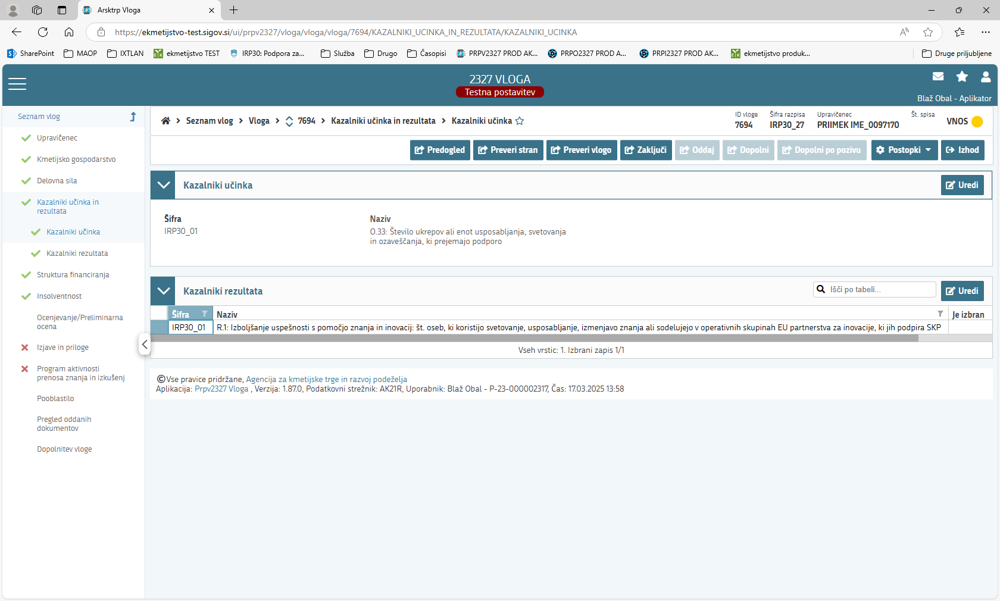 Arsktrp Vloga
https://ekmetijstvo-test.sigov.si/ui/prpv2327/vloga/vloga/vloga/7694/KAZALNIKI_UCINKA_IN_REZULTATA/KAZALNIKI_UCINKA
SharePoint MAOP IXTLAN ekmetijstvo TEST IRP30: Podpora za... Služba Drugo Časopisi PRPV2327 PROD AK... PRPO2327 PROD A... PRPI2327 PROD AK... ekmetijstvo produk... Druge priljubljene
2327 VLOGA
Testna postavitev
Blaž Obal - Aplikator
Seznam vlog
Upravičenec
Kmetijsko gospodarstvo
Delovna sila
Kazalniki učinka in
rezultata
Kazalniki učinka
Kazalniki rezultata
Struktura financiranja
Insolventnost
Ocenjevanje/Preliminarna
ocena
Izjave in priloge
Program aktivnosti
prenosa znanja in izkušenj
Pooblastilo
Pregled oddanih
dokumentov
Dopolnitev vloge
Seznam vlog Vloga 7694 Kazalniki učinka in rezultata Kazalniki učinka
ID vloge Šifra razpisa Upravičenec Št. spisa
7694 IRP30_27 PRIIMEK IME_0097170 VNOS
Predogled Preveri stran Preveri vlogo Zaključi Oddaj Dopolni Dopolni po pozivu Postopki Izhod
Kazalniki učinka Uredi
Šifra Naziv
IRP30_01 O.33: Število ukrepov ali enot usposabljanja, svetovanja
in ozaveščanja, ki prejemajo podporo
Kazalniki rezultata Išči po tabeli... Uredi
Šifra Naziv Je izbran
IRP30_01 R.1: Izboljšanje uspešnosti s pomočjo znanja in inovacij: št. oseb, ki koristijo svetovanje, usposabljanje, izmenjavo znanja ali sodelujejo v operativnih skupinah EU partnerstva za inovacije, ki jih podpira SKP
Vseh vrstic: 1. Izbrani zapis 1/1
©Vse pravice pridržane, Agencija za kmetijske trge in razvoj podeželja
Aplikacija: Prpv2327 Vloga , Verzija: 1.87.0, Podatkovni strežnik: AK21R, Uporabnik: Blaž Obal - P-23-000002317, Čas: 17.03.2025 13:58